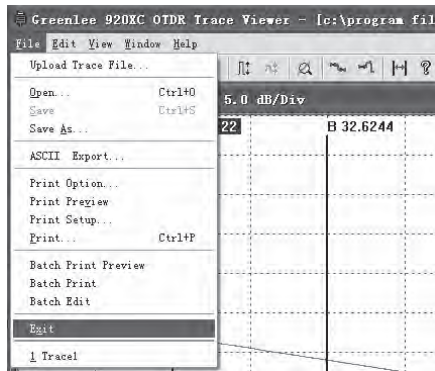 Greenlee 920XC OTDR Trace Viewer - [c:\program fil
File Edit View Window Help
Upload Trace File...
Open... Ctrl+O
Save Ctrl+S
Save As...
ASCII Export...
Print Option...
Print Preview
Print Setup...
Print... Ctrl+P
Batch Print Preview
Batch Print
Batch Edit
Exit
1 Trace1
5.0 dB/Div
22
B 32.6244